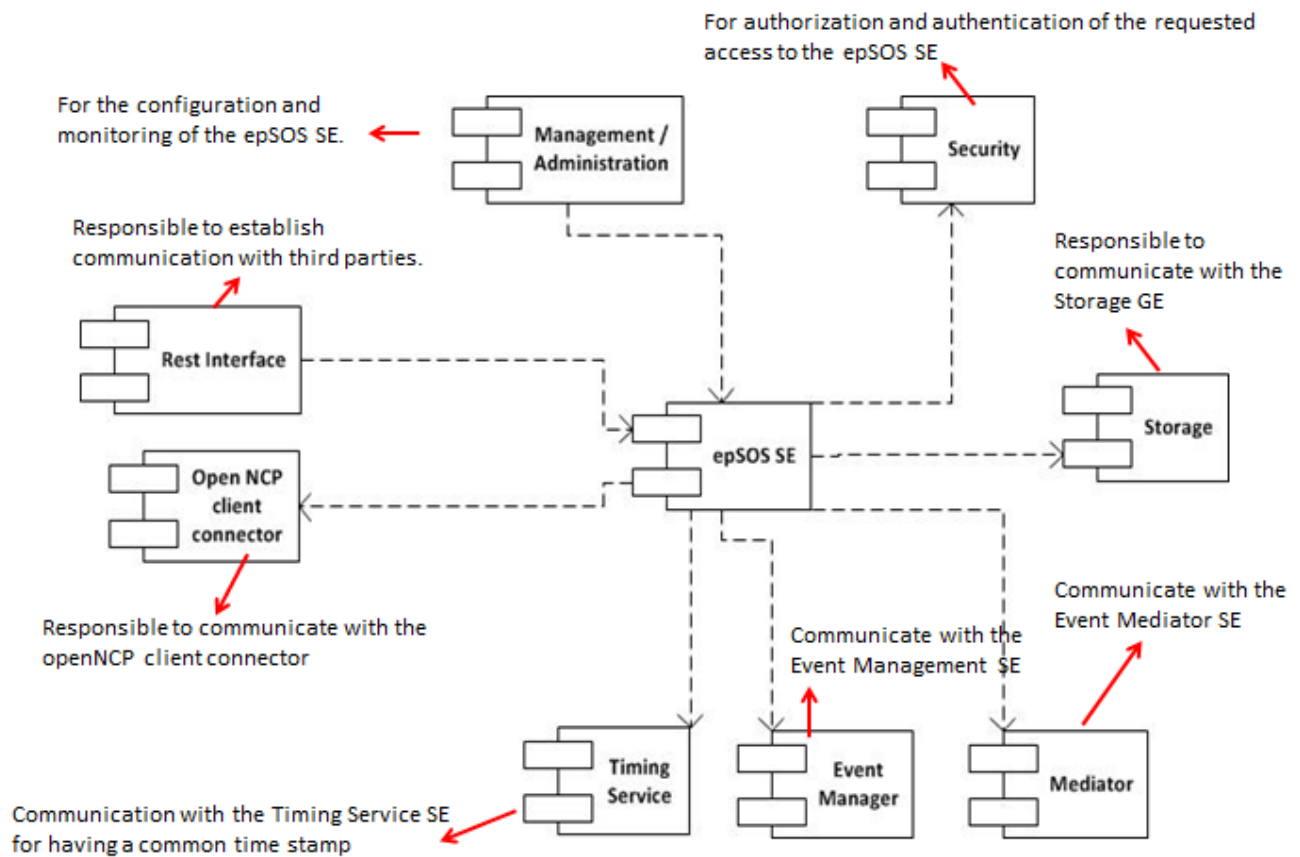 For authorization and authentication of the requested
access to the epSOS SE
For the configuration and
monitoring of the epSOS SE.
Management /
Administration
Security
Responsible to establish
communication with third parties.
Responsible to
communicate with the
Storage GE
Rest Interface
Storage
epSOS SE
Open NCP
client
connector
Responsible to communicate with the
openNCP client connector
Communicate with the
Event Management SE
Communicate with the
Event Mediator SE
Timing
Service
Event
Manager
Mediator
Communication with the Timing Service SE
for having a common time stamp